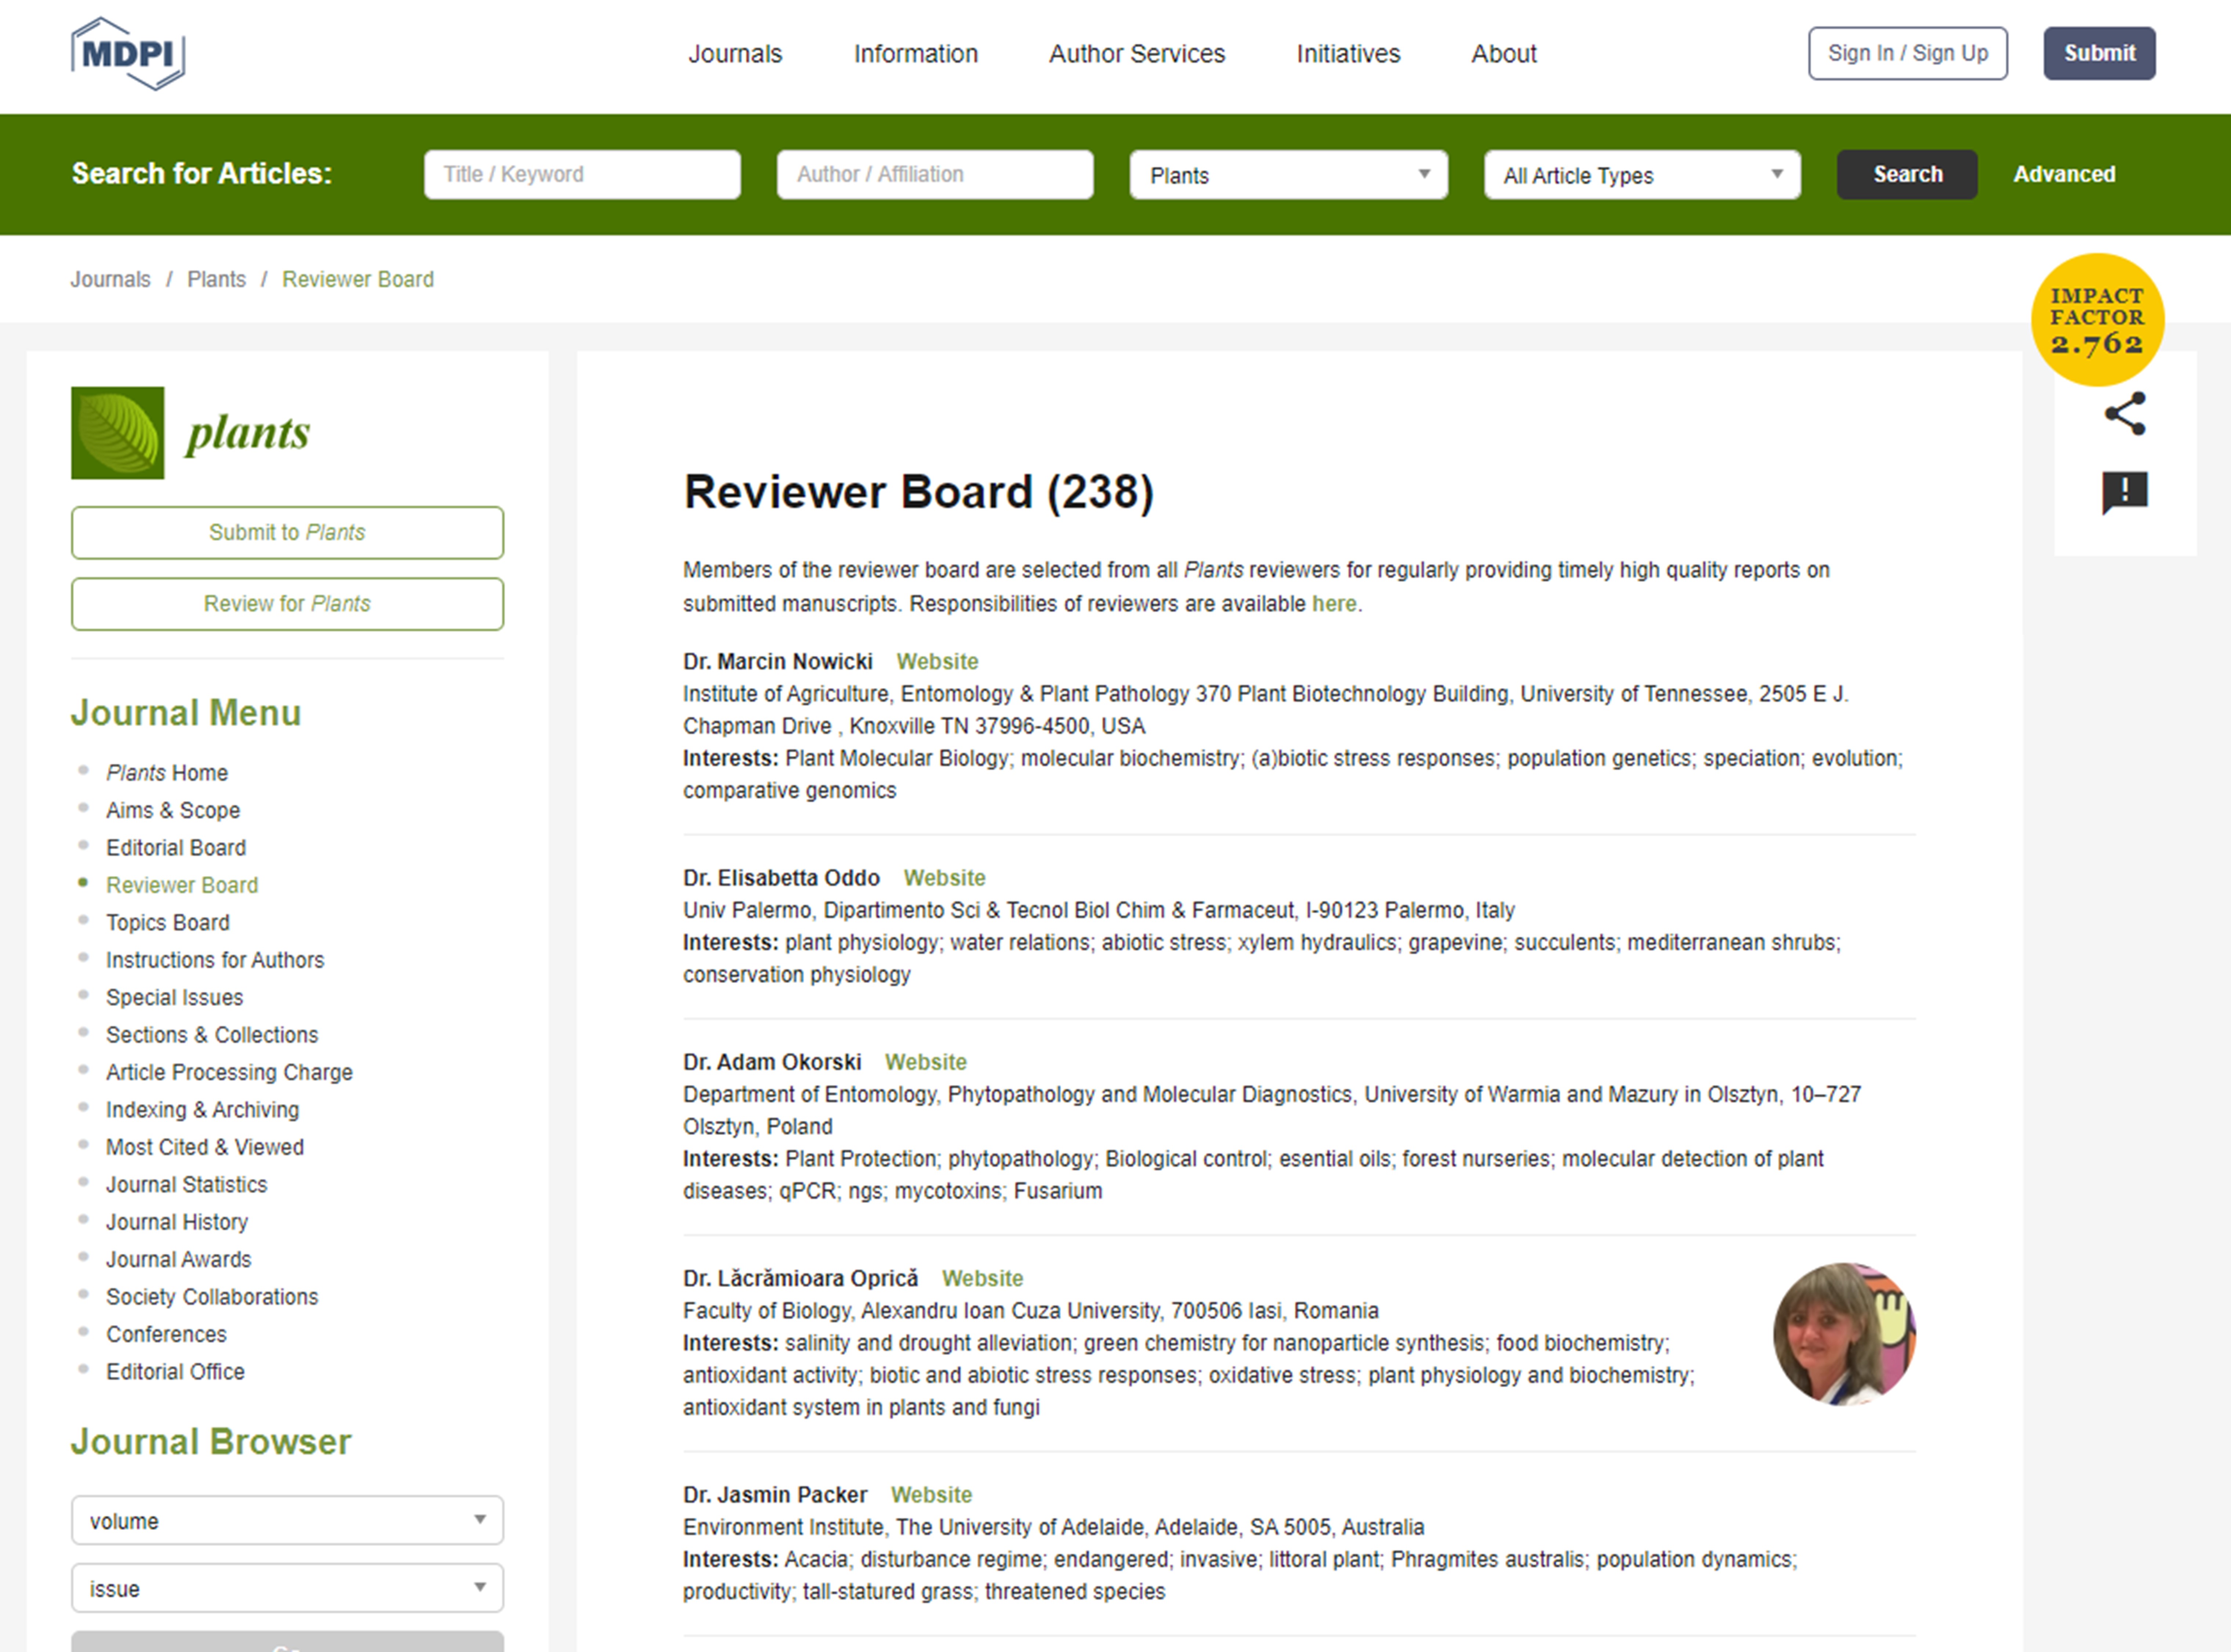 MDPI
Journals Information Author Services Initiatives About Sign In / Sign Up Submit
Search for Articles: Title / Keyword Author / Affiliation Plants All Article Types Search Advanced
Journals / Plants / Reviewer Board
IMPACT
FACTOR
2.762
plants
Submit to Plants
Review for Plants
Journal Menu
Plants Home
Aims & Scope
Editorial Board
Reviewer Board
Topics Board
Instructions for Authors
Special Issues
Sections & Collections
Article Processing Charge
Indexing & Archiving
Most Cited & Viewed
Journal Statistics
Journal History
Journal Awards
Society Collaborations
Conferences
Editorial Office
Journal Browser
volume
issue
Reviewer Board (238)
Members of the reviewer board are selected from all Plants reviewers for regularly providing timely high quality reports on
submitted manuscripts. Responsibilities of reviewers are available here.
Dr. Marcin Nowicki Website
Institute of Agriculture, Entomology & Plant Pathology 370 Plant Biotechnology Building, University of Tennessee, 2505 E J.
Chapman Drive , Knoxville TN 37996-4500, USA
Interests: Plant Molecular Biology; molecular biochemistry; (a)biotic stress responses; population genetics; speciation; evolution;
comparative genomics
Dr. Elisabetta Oddo Website
Univ Palermo, Dipartimento Sci & Tecnol Biol Chim & Farmaceut, I-90123 Palermo, Italy
Interests: plant physiology; water relations; abiotic stress; xylem hydraulics; grapevine; succulents; mediterranean shrubs;
conservation physiology
Dr. Adam Okorski Website
Department of Entomology, Phytopathology and Molecular Diagnostics, University of Warmia and Mazury in Olsztyn, 10–727
Olsztyn, Poland
Interests: Plant Protection; phytopathology; Biological control; esential oils; forest nurseries; molecular detection of plant
diseases; qPCR; ngs; mycotoxins; Fusarium
Dr. Lăcrămioara Oprică Website
Faculty of Biology, Alexandru Ioan Cuza University, 700506 Iasi, Romania
Interests: salinity and drought alleviation; green chemistry for nanoparticle synthesis; food biochemistry;
antioxidant activity; biotic and abiotic stress responses; oxidative stress; plant physiology and biochemistry;
antioxidant system in plants and fungi
Dr. Jasmin Packer Website
Environment Institute, The University of Adelaide, Adelaide, SA 5005, Australia
Interests: Acacia; disturbance regime; endangered; invasive; littoral plant; Phragmites australis; population dynamics;
productivity; tall-statured grass; threatened species